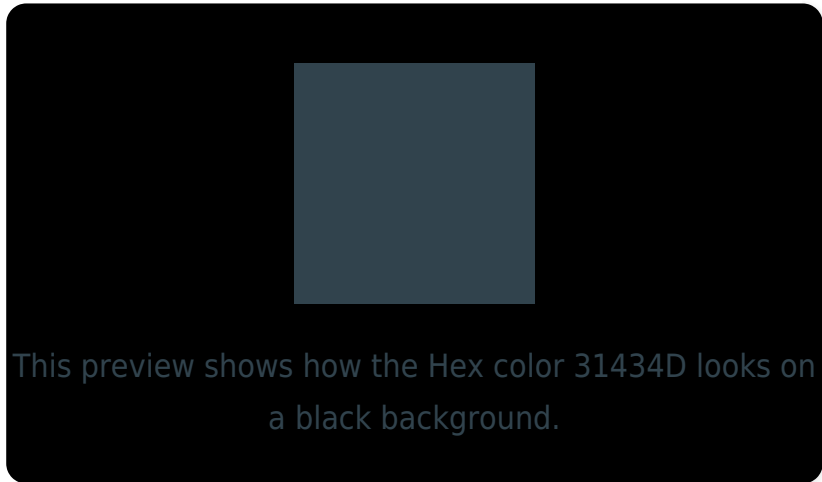 This preview shows how the Hex color 31434D looks on
a black background.